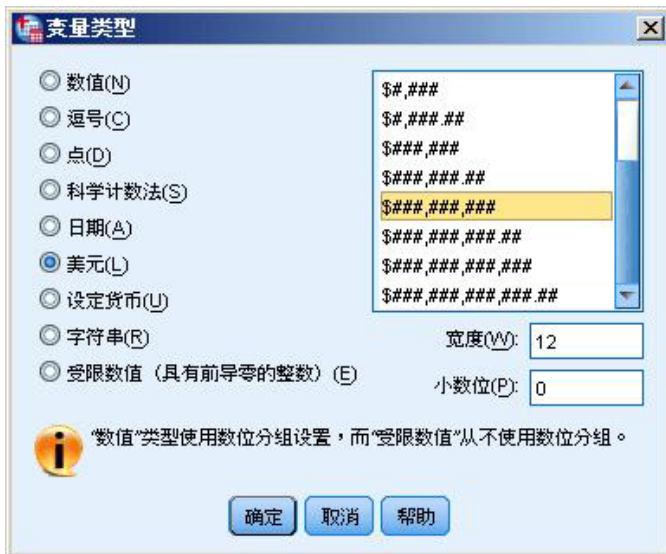 变量类型
数值(N)
逗号(C)
点(D)
科学计数法(S)
日期(A)
美元(L)
设定货币(U)
字符串(R)
受限数值（具有前导零的整数）(E)
$#,###
$#,###.##
$###,###
$###,###.##
$###,###,###
$###,###,###.##
$###,###,###,###
$###,###,###,###.##
宽度(W): 12
小数位(P): 0
“数值”类型使用数位分组设置，而“受限数值”从不使用数位分组。
确定 取消 帮助